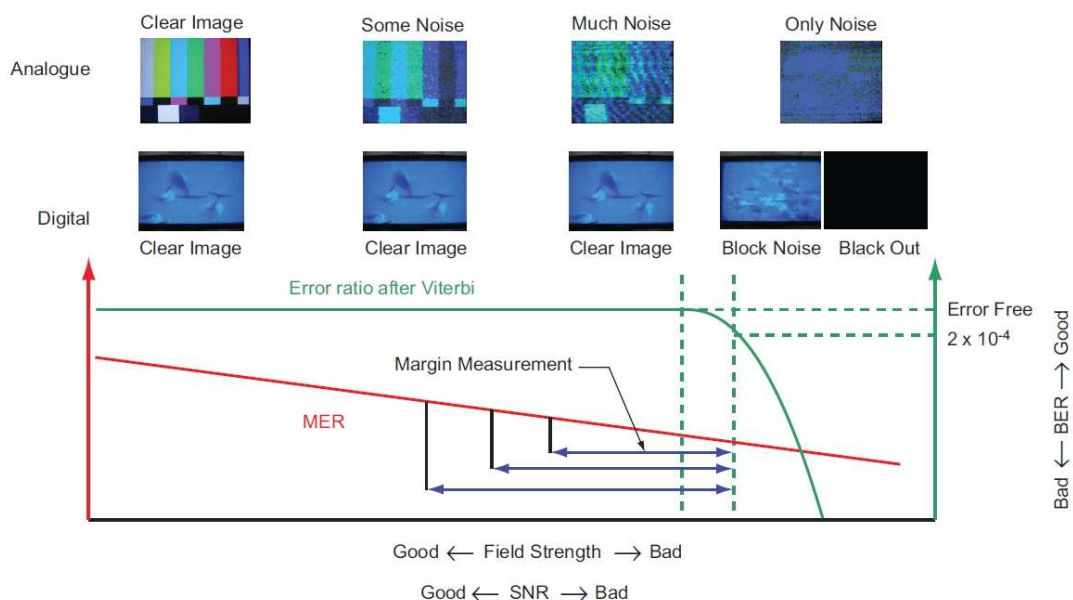 Clear Image
Some Noise
Much Noise
Only Noise
Analogue
Digital
Clear Image
Clear Image
Clear Image
Block Noise
Black Out
Error ratio after Viterbi
Error Free
2 x 10⁻⁴
Margin Measurement
MER
Bad ← BER → Good
Good ← Field Strength → Bad
Good ← SNR → Bad